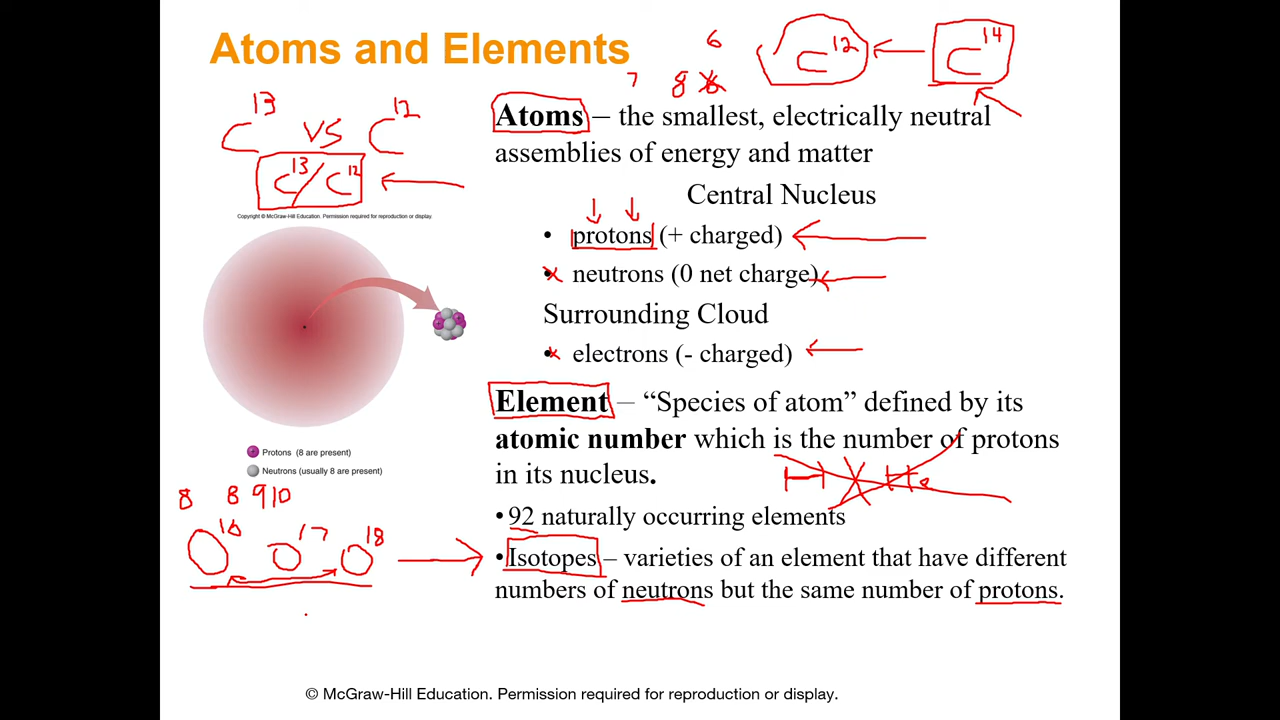 Atoms and Elements
6
C12
C14
7 8
C13 VS C12
C13/C12
Atoms – the smallest, electrically neutral
assemblies of energy and matter
Central Nucleus
• protons (+ charged)
• neutrons (0 net charge)
Surrounding Cloud
• electrons (- charged)
Copyright © McGraw-Hill Education. Permission required for reproduction or display.
Protons (8 are present)
Neutrons (usually 8 are present)
Element – “Species of atom” defined by its
atomic number which is the number of protons
in its nucleus.
• 92 naturally occurring elements
• Isotopes – varieties of an element that have different
numbers of neutrons but the same number of protons.
8 8 9 10
O16 O17 O18
© McGraw-Hill Education. Permission required for reproduction or display.